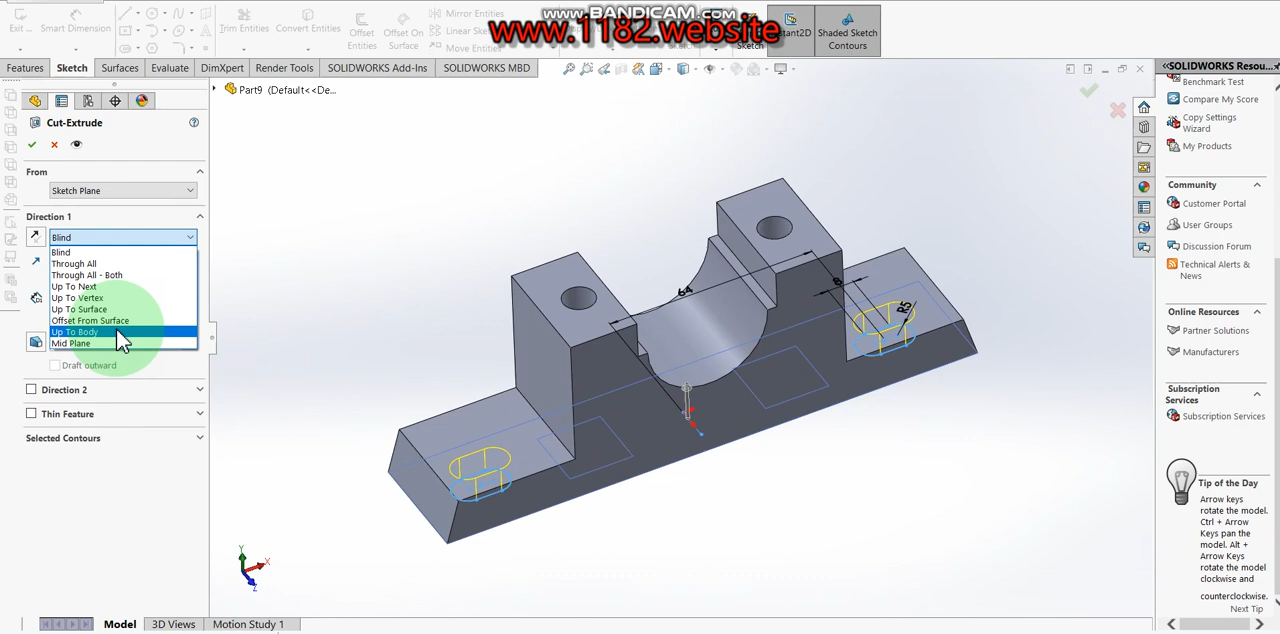 www.BANDICAM.com
www.1182.website
Exit ...
Smart Dimension
Trim Entities
Convert Entities
Offset
Entities
Offset On
Surface
Mirror Entities
Linear Sk
Move Entities
Sketch
stant2D
Shaded Sketch
Contours
Features
Sketch
Surfaces
Evaluate
DimXpert
Render Tools
SOLIDWORKS Add-Ins
SOLIDWORKS MBD
SOLIDWORKS Resou...
Part9 (Default<<De...
Cut-Extrude
From
Sketch Plane
Direction 1
Blind
Blind
Through All
Through All - Both
Up To Next
Up To Vertex
Up To Surface
Offset From Surface
Up To Body
Mid Plane
Draft outward
Direction 2
Thin Feature
Selected Contours
64
8
R5
Y
X
Z
Benchmark Test
Compare My Score
Copy Settings
Wizard
My Products
Community
Customer Portal
User Groups
Discussion Forum
Technical Alerts &
News
Online Resources
Partner Solutions
Manufacturers
Subscription
Services
Subscription Services
Tip of the Day
Arrow keys
rotate the model.
Ctrl + Arrow
Keys pan the
model. Alt +
Arrow Keys
rotate the model
clockwise and
counterclockwise.
Next Tip
Model
3D Views
Motion Study 1